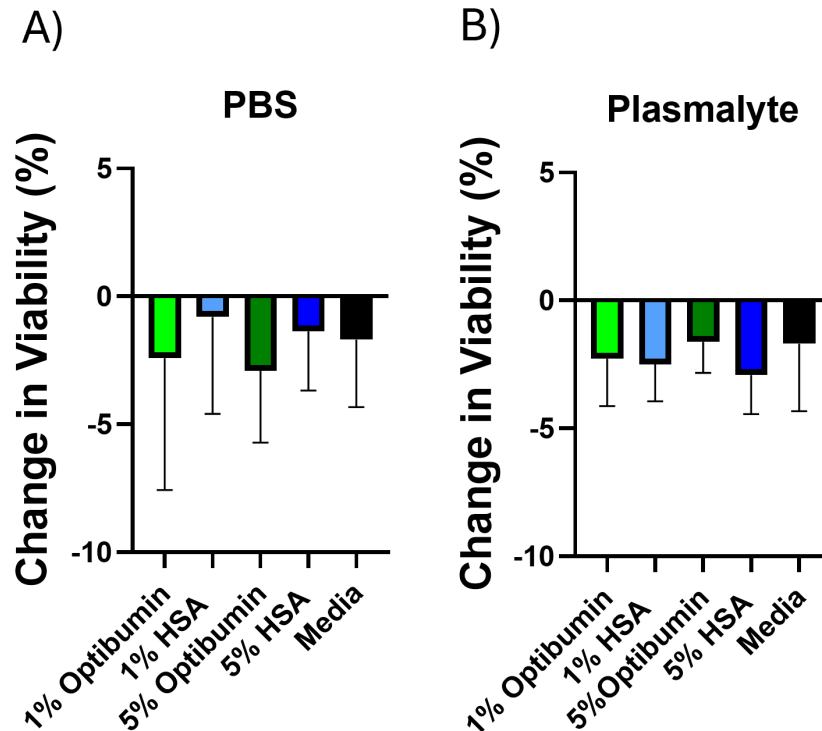 A)
PBS
Change in Viability (%)
5
0
-5
-10
1% Optibumin
1% HSA
5% Optibumin
5% HSA
Media
B)
Plasmalyte
Change in Viability (%)
5
0
-5
-10
1% Optibumin
1% HSA
5%Optibumin
5% HSA
Media